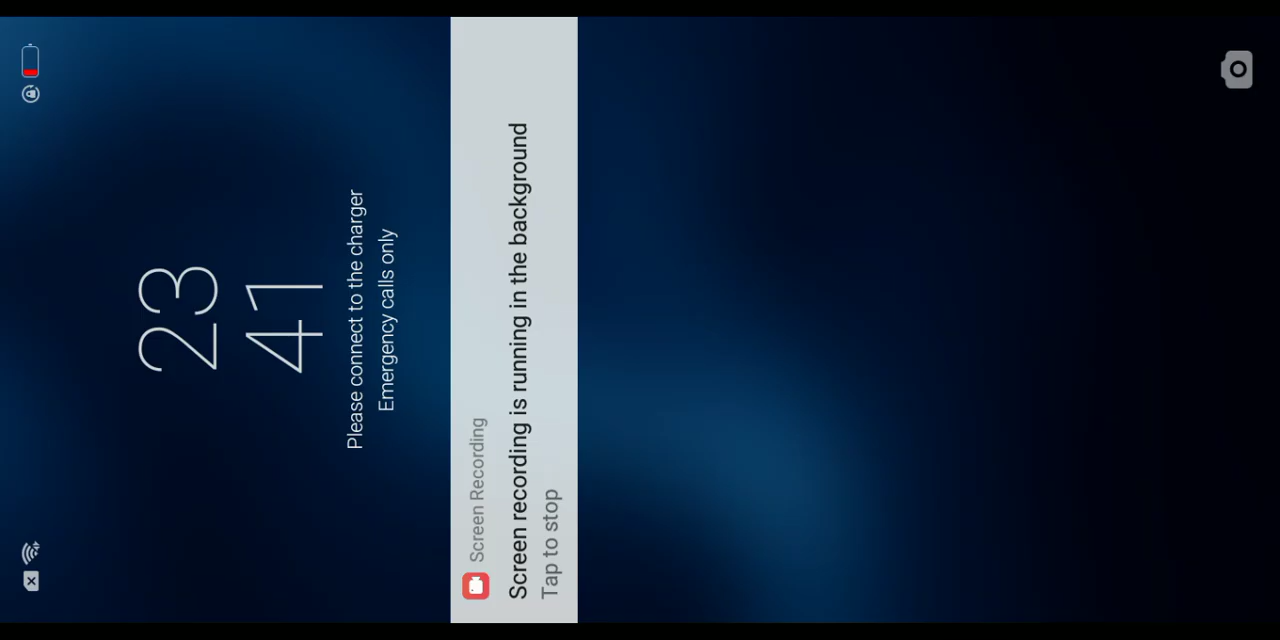 23
41
Please connect to the charger
Emergency calls only
Screen Recording
Screen recording is running in the background
Tap to stop